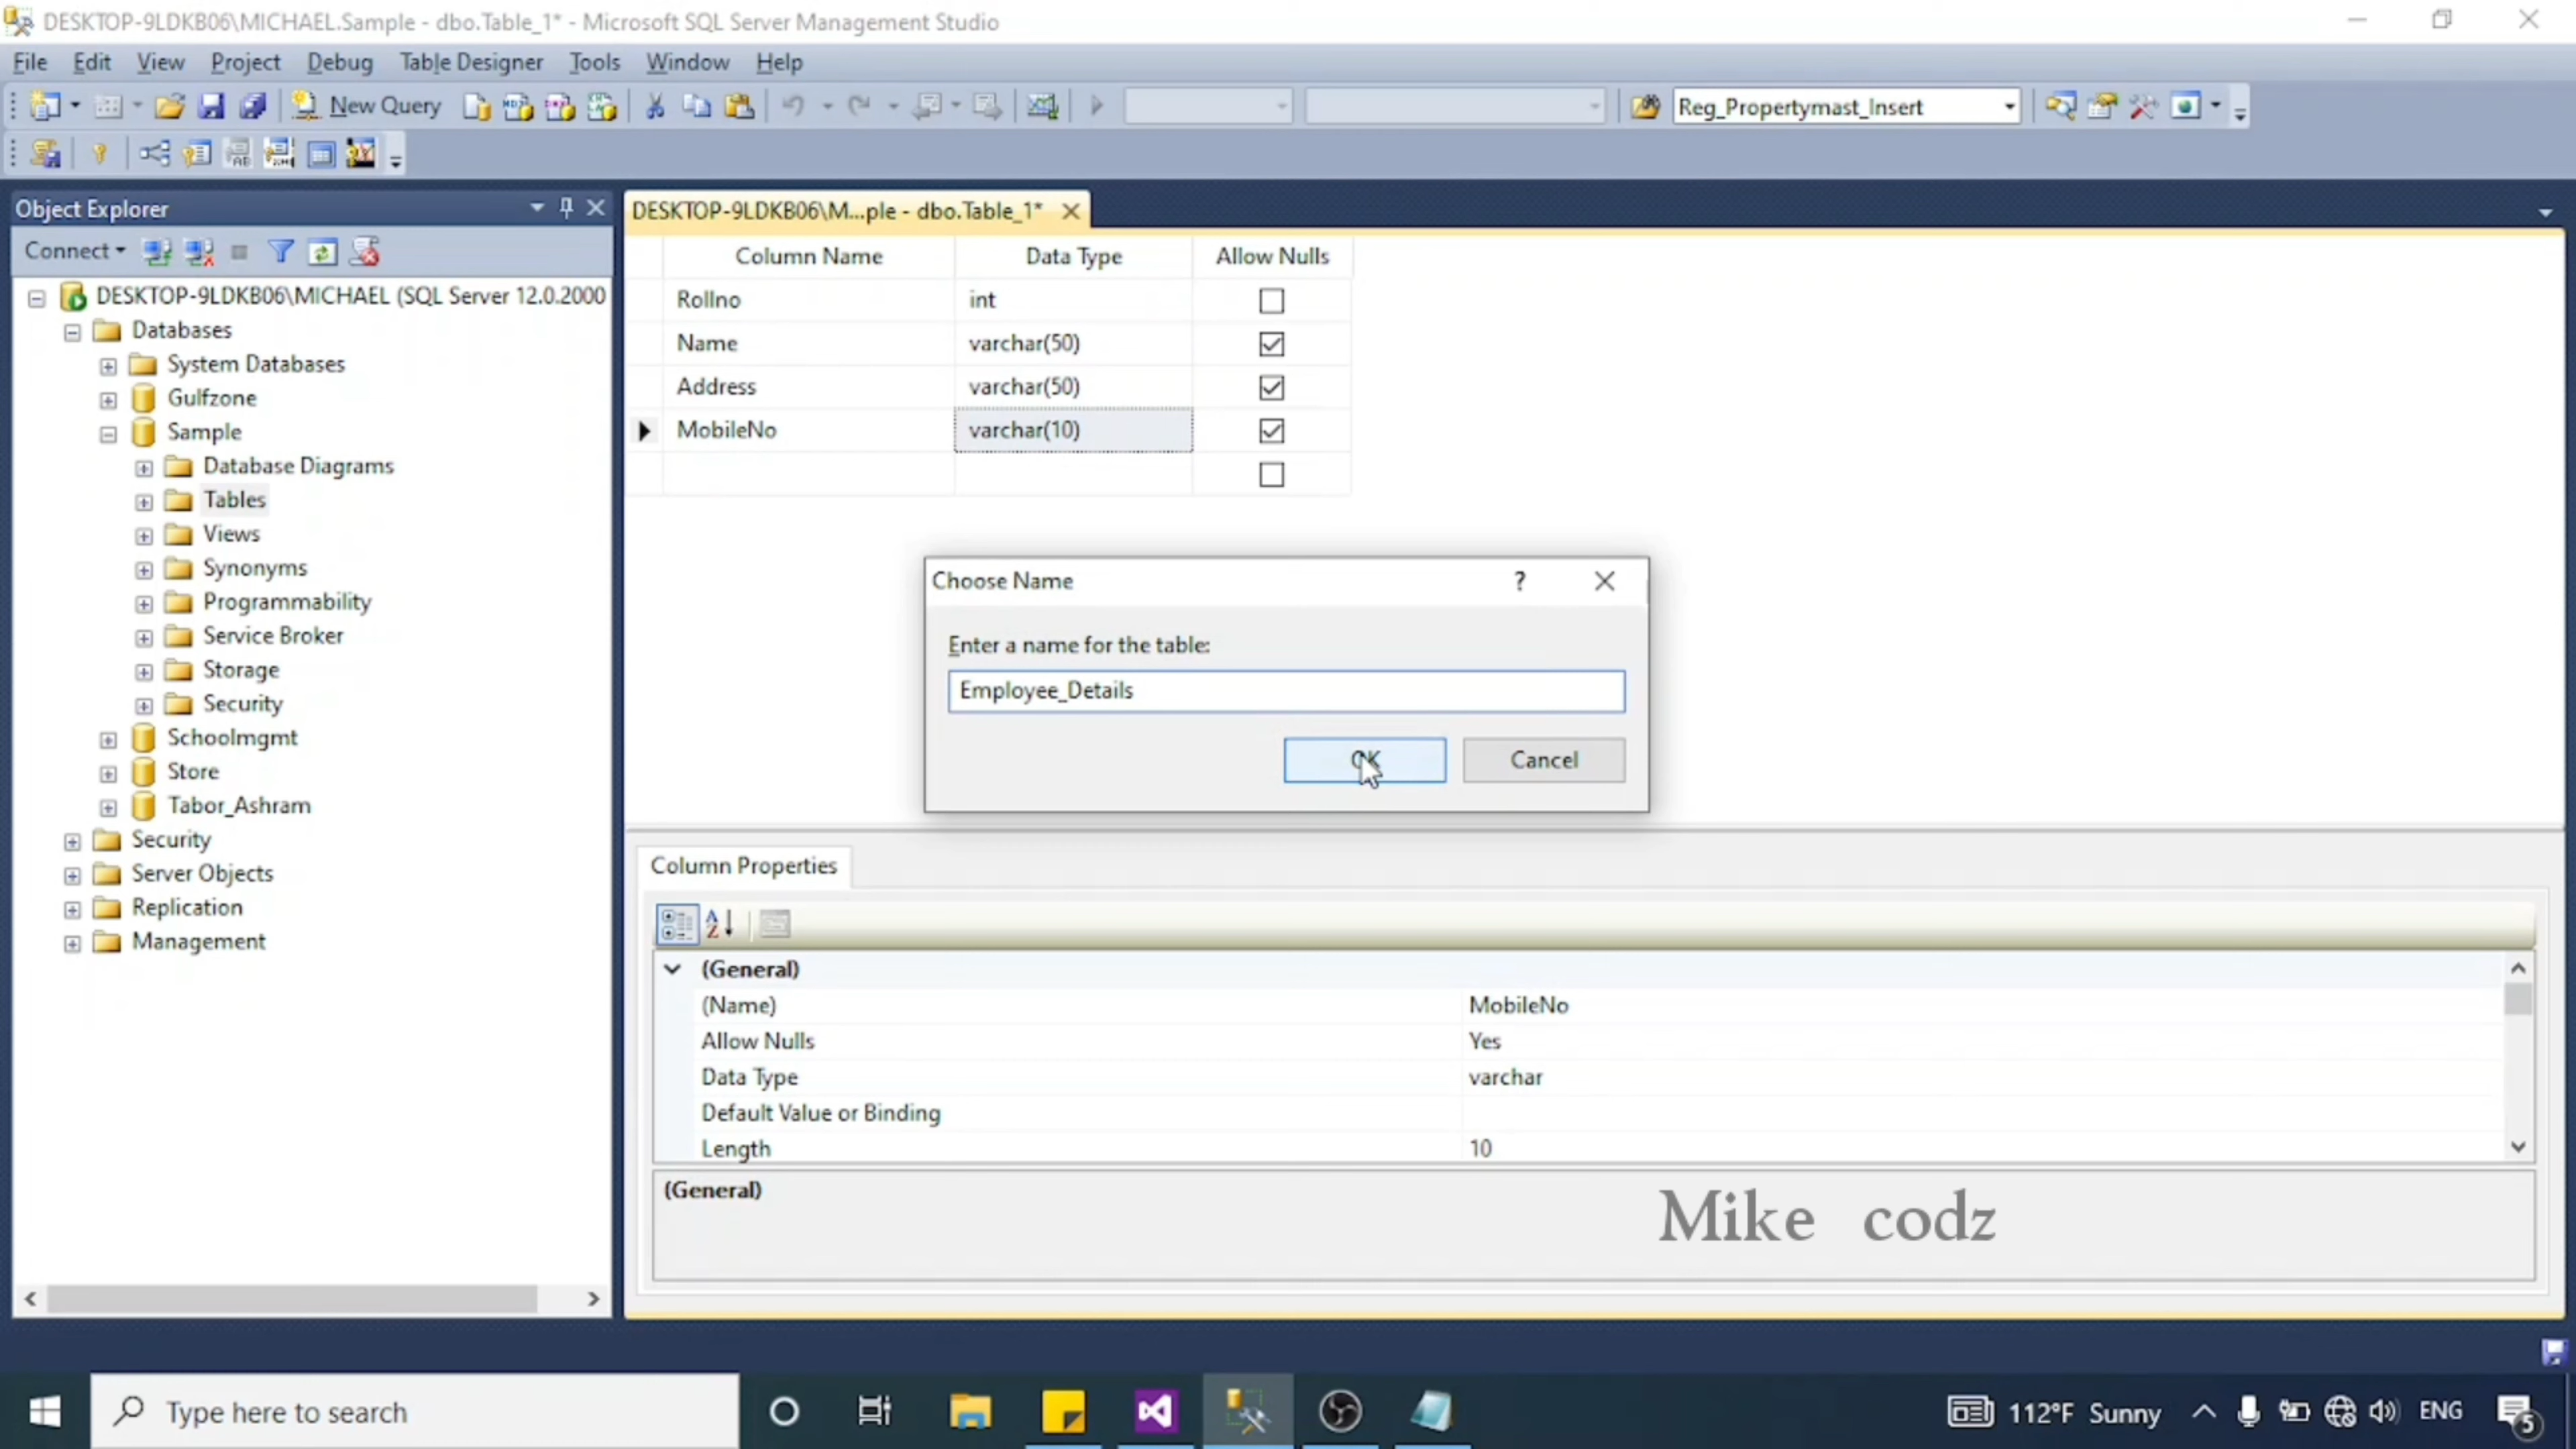 DESKTOP-9LDKB06\MICHAEL.Sample - dbo.Table_1* - Microsoft SQL Server Management Studio
File Edit View Project Debug Table Designer Tools Window Help
New Query
Reg_Propertymast_Insert
Object Explorer
Connect
DESKTOP-9LDKB06\MICHAEL (SQL Server 12.0.2000
Databases
System Databases
Gulfzone
Sample
Database Diagrams
Tables
Views
Synonyms
Programmability
Service Broker
Storage
Security
Schoolmgmt
Store
Tabor_Ashram
Security
Server Objects
Replication
Management
DESKTOP-9LDKB06\M...ple - dbo.Table_1*
Column Name Data Type Allow Nulls
Rollno int
Name varchar(50)
Address varchar(50)
MobileNo varchar(10)
Choose Name ?
Enter a name for the table:
Employee_Details
OK Cancel
Column Properties
(General)
(Name) MobileNo
Allow Nulls Yes
Data Type varchar
Default Value or Binding
Length 10
(General)
Mike codz
Type here to search
112°F Sunny
ENG
5